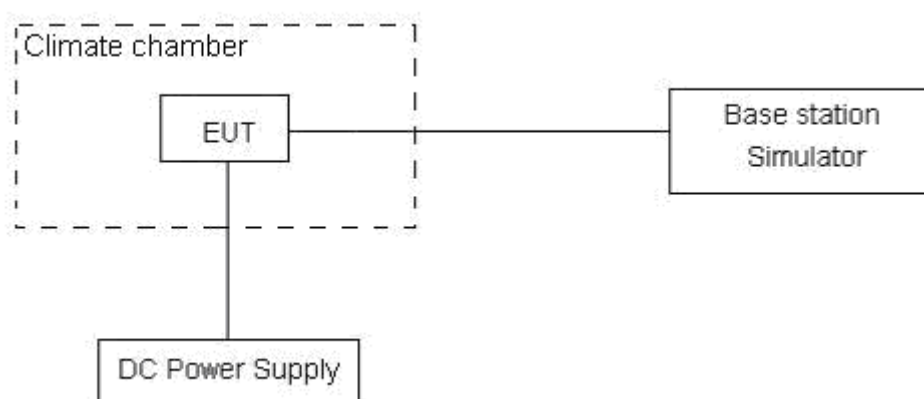 Climate chamber
EUT
Base station
Simulator
DC Power Supply